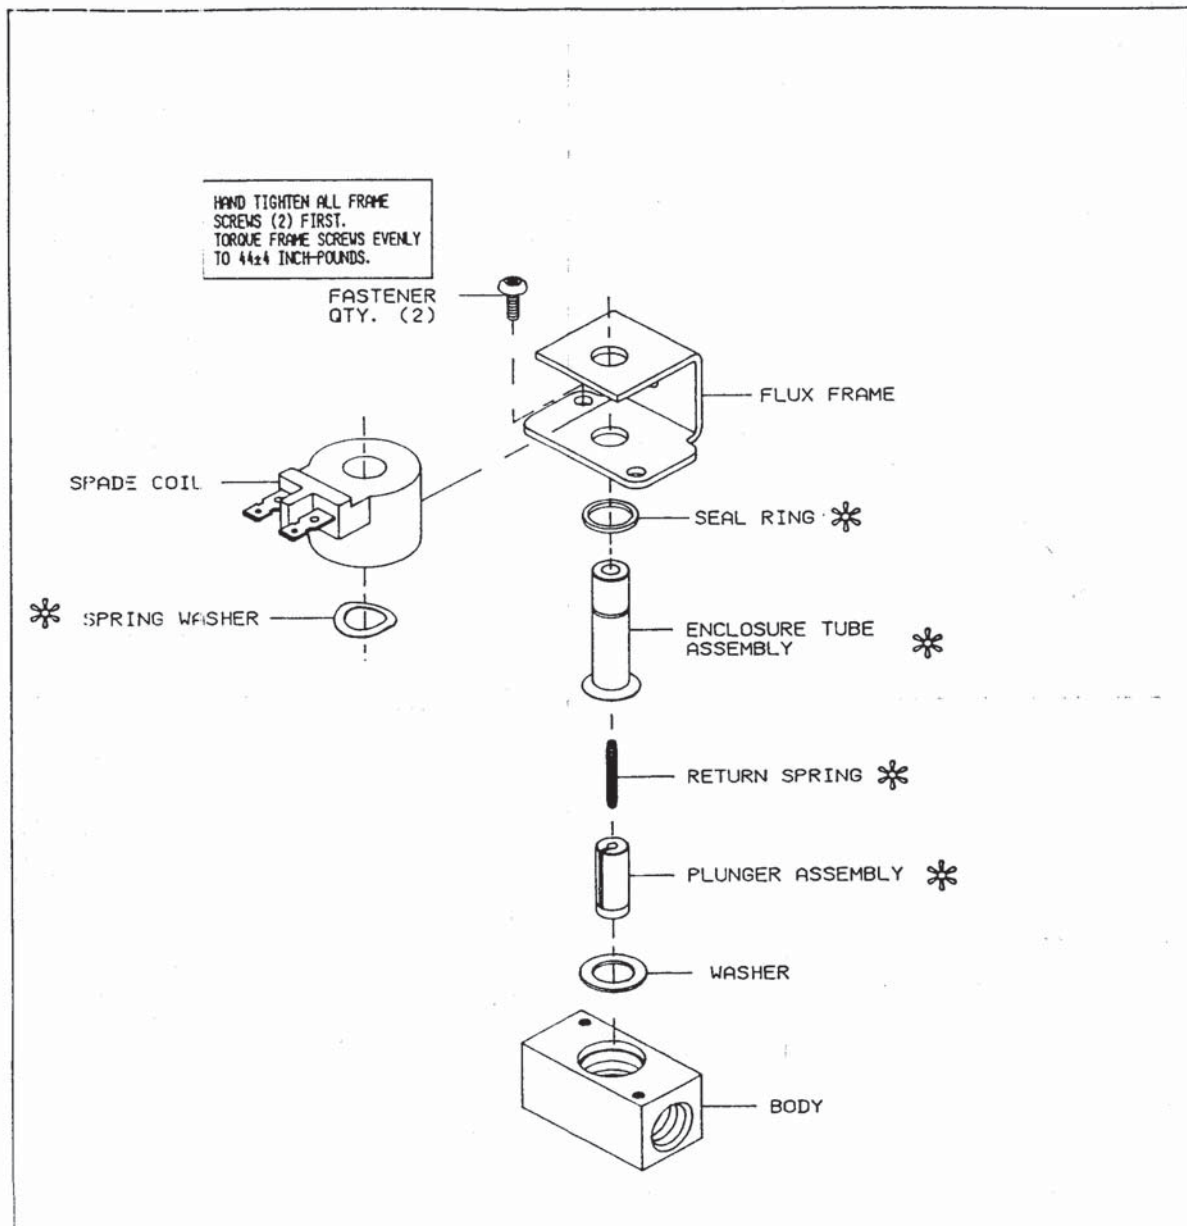 HAND TIGHTEN ALL FRAME
SCREWS (2) FIRST.
TORQUE FRAME SCREWS EVENLY
TO 44±4 INCH-POUNDS.
FASTENER
QTY. (2)
FLUX FRAME
SPADE COIL
SEAL RING
SPRING WASHER
ENCLOSURE TUBE
ASSEMBLY
RETURN SPRING
PLUNGER ASSEMBLY
WASHER
BODY